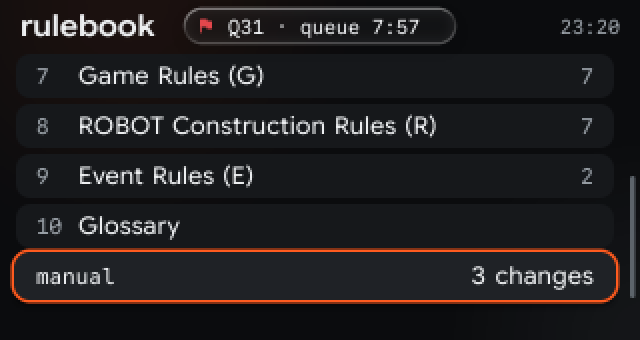 rulebook Q31 · queue 7:57 23:20
7 Game Rules (G) 7
8 ROBOT Construction Rules (R) 7
9 Event Rules (E) 2
10 Glossary
manual 3 changes